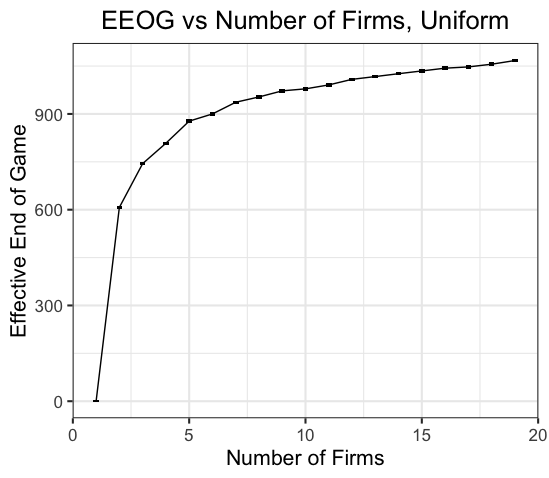 EEOG vs Number of Firms, Uniform
Effective End of Game
900
600
300
0
0 5 10 15 20
Number of Firms